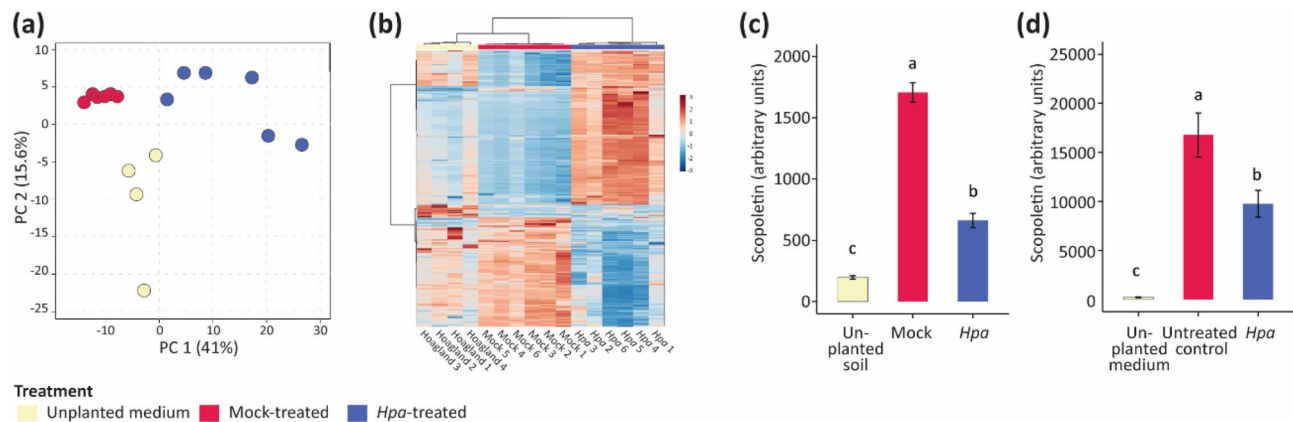 (a)
10
5
0
-5
-10
-15
-20
-25
PC 2 (15.6%)
-10 0 10 20 30
PC 1 (41%)
(b)
3
2
1
0
-1
-2
-3
Hoagland 3
Hoagland 2
Hoagland 1
Hoagland 4
Mock 5
Mock 4
Mock 6
Mock 3
Mock 2
Mock 1
Hpa 3
Hpa 2
Hpa 6
Hpa 5
Hpa 4
Hpa 1
(c)
Scopoletin (arbitrary units)
2000
1500
1000
500
0
c
a
b
Un-
planted
soil
Mock
Hpa
(d)
Scopoletin (arbitrary units)
25000
20000
15000
10000
5000
0
c
a
b
Un-
planted
medium
Untreated
control
Hpa
Treatment
Unplanted medium Mock-treated Hpa-treated